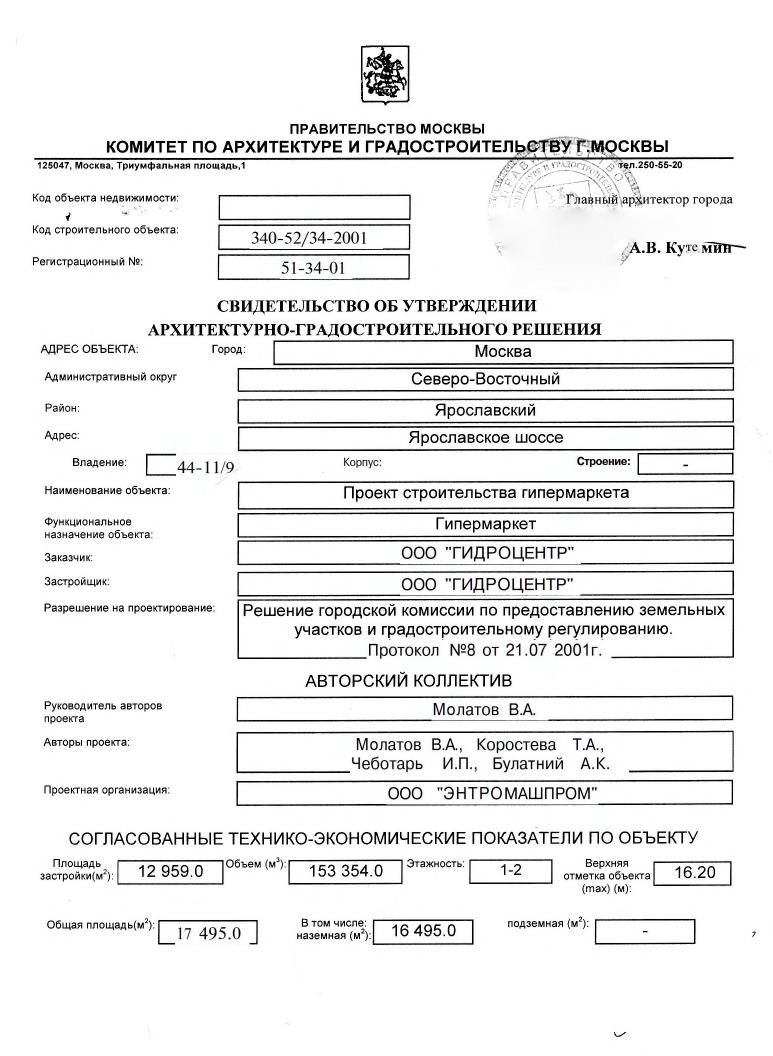 ПРАВИТЕЛЬСТВО МОСКВЫ
КОМИТЕТ ПО АРХИТЕКТУРЕ И ГРАДОСТРОИТЕЛЬСТВУ Г.МОСКВЫ
125047, Москва, Триумфальная площадь,1 тел.250-55-20
Код объекта недвижимости:
Главный архитектор города
Код строительного объекта: 340-52/34-2001
А.В. Кутемин
Регистрационный №: 51-34-01
СВИДЕТЕЛЬСТВО ОБ УТВЕРЖДЕНИИ
АРХИТЕКТУРНО-ГРАДОСТРОИТЕЛЬНОГО РЕШЕНИЯ
АДРЕС ОБЪЕКТА: Город: Москва
Административный округ Северо-Восточный
Район: Ярославский
Адрес: Ярославское шоссе
Владение: 44-11/9 Корпус: Строение: -
Наименование объекта: Проект строительства гипермаркета
Функциональное
назначение объекта: Гипермаркет
Заказчик: ООО "ГИДРОЦЕНТР"
Застройщик: ООО "ГИДРОЦЕНТР"
Разрешение на проектирование: Решение городской комиссии по предоставлению земельных
участков и градостроительному регулированию.
Протокол №8 от 21.07 2001г.
АВТОРСКИЙ КОЛЛЕКТИВ
Руководитель авторов
проекта Молатов В.А.
Авторы проекта: Молатов В.А., Коростева Т.А.,
Чеботарь И.П., Булатний А.К.
Проектная организация: ООО "ЭНТРОМАШПРОМ"
СОГЛАСОВАННЫЕ ТЕХНИКО-ЭКОНОМИЧЕСКИЕ ПОКАЗАТЕЛИ ПО ОБЪЕКТУ
Площадь
застройки(м²): 12 959.0 Объем (м³): 153 354.0 Этажность: 1-2 Верхняя
отметка объекта
(max) (м): 16.20
Общая площадь(м²): 17 495.0 В том числе:
наземная (м²): 16 495.0 подземная (м²): -